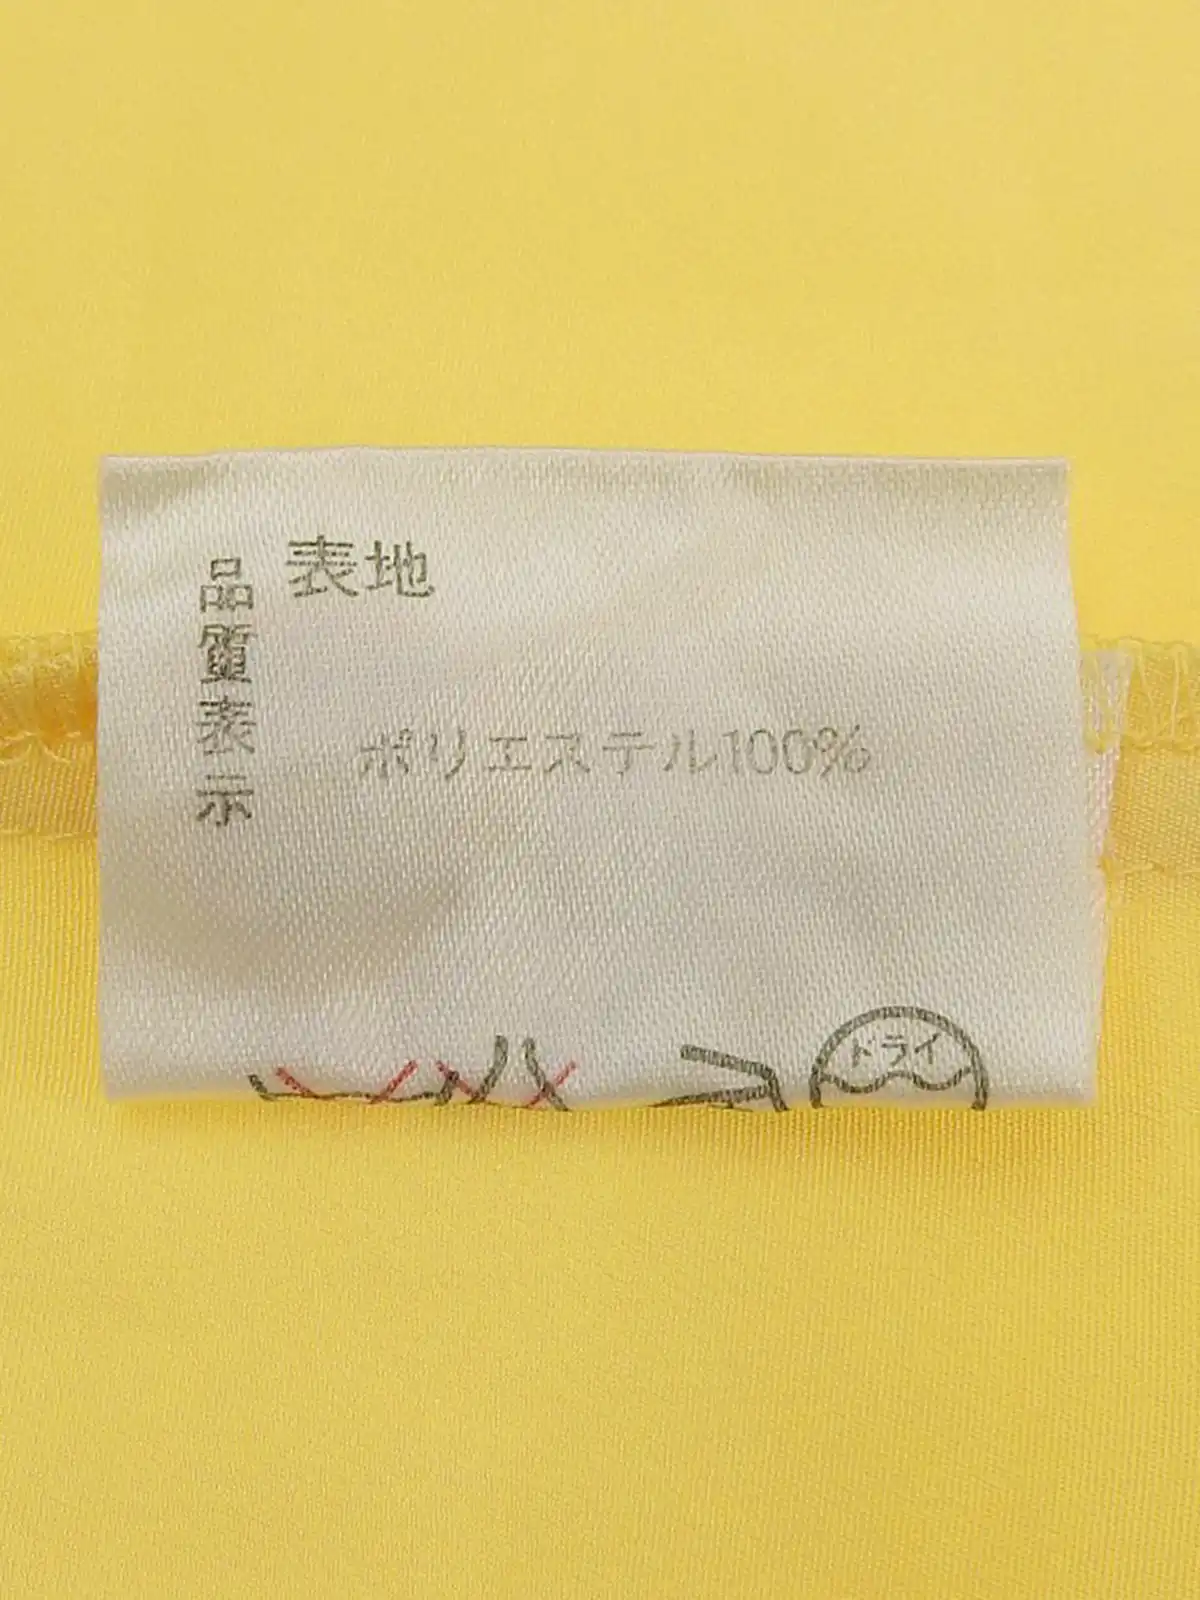 品質表示
表地
ポリエステル100%
ドライ